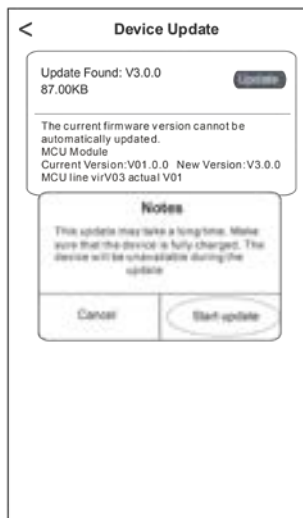 <
Device Update
Update Found: V3.0.0
87.00KB
Update
The current firmware version cannot be
automatically updated.
MCU Module
Current Version:V01.0.0 New Version:V3.0.0
MCU line virV03 actual V01
Notes
This update may take a long time. Make
sure that the device is fully charged. The
device will be unavailable during the
update
Cancel
Start update